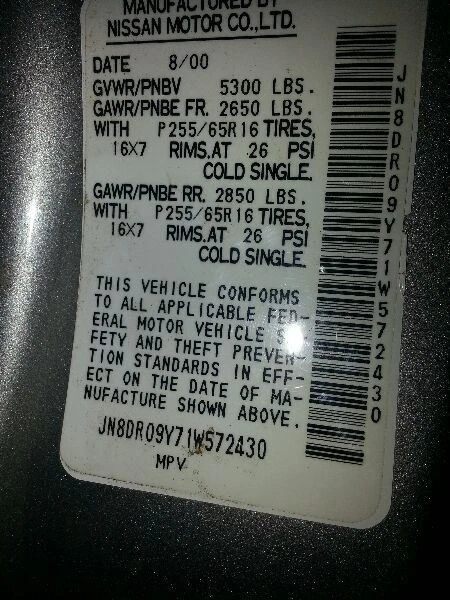 MANUFACTURED BY
NISSAN MOTOR CO.,LTD.
DATE 8/00
GVWR/PNBV 5300 LBS.
GAWR/PNBE FR. 2650 LBS.
WITH P255/65R16 TIRES,
16X7 RIMS.AT 26 PSI
COLD SINGLE.
GAWR/PNBE RR. 2850 LBS.
WITH P255/65R16 TIRES,
16X7 RIMS.AT 26 PSI
COLD SINGLE.
THIS VEHICLE CONFORMS
TO ALL APPLICABLE FED-
ERAL MOTOR VEHICLE SA-
FETY AND THEFT PREVEN-
TION STANDARDS IN EFF-
ECT ON THE DATE OF MA-
NUFACTURE SHOWN ABOVE.
JN8DR09Y71W572430
MPV
JN8DR09Y71W572430